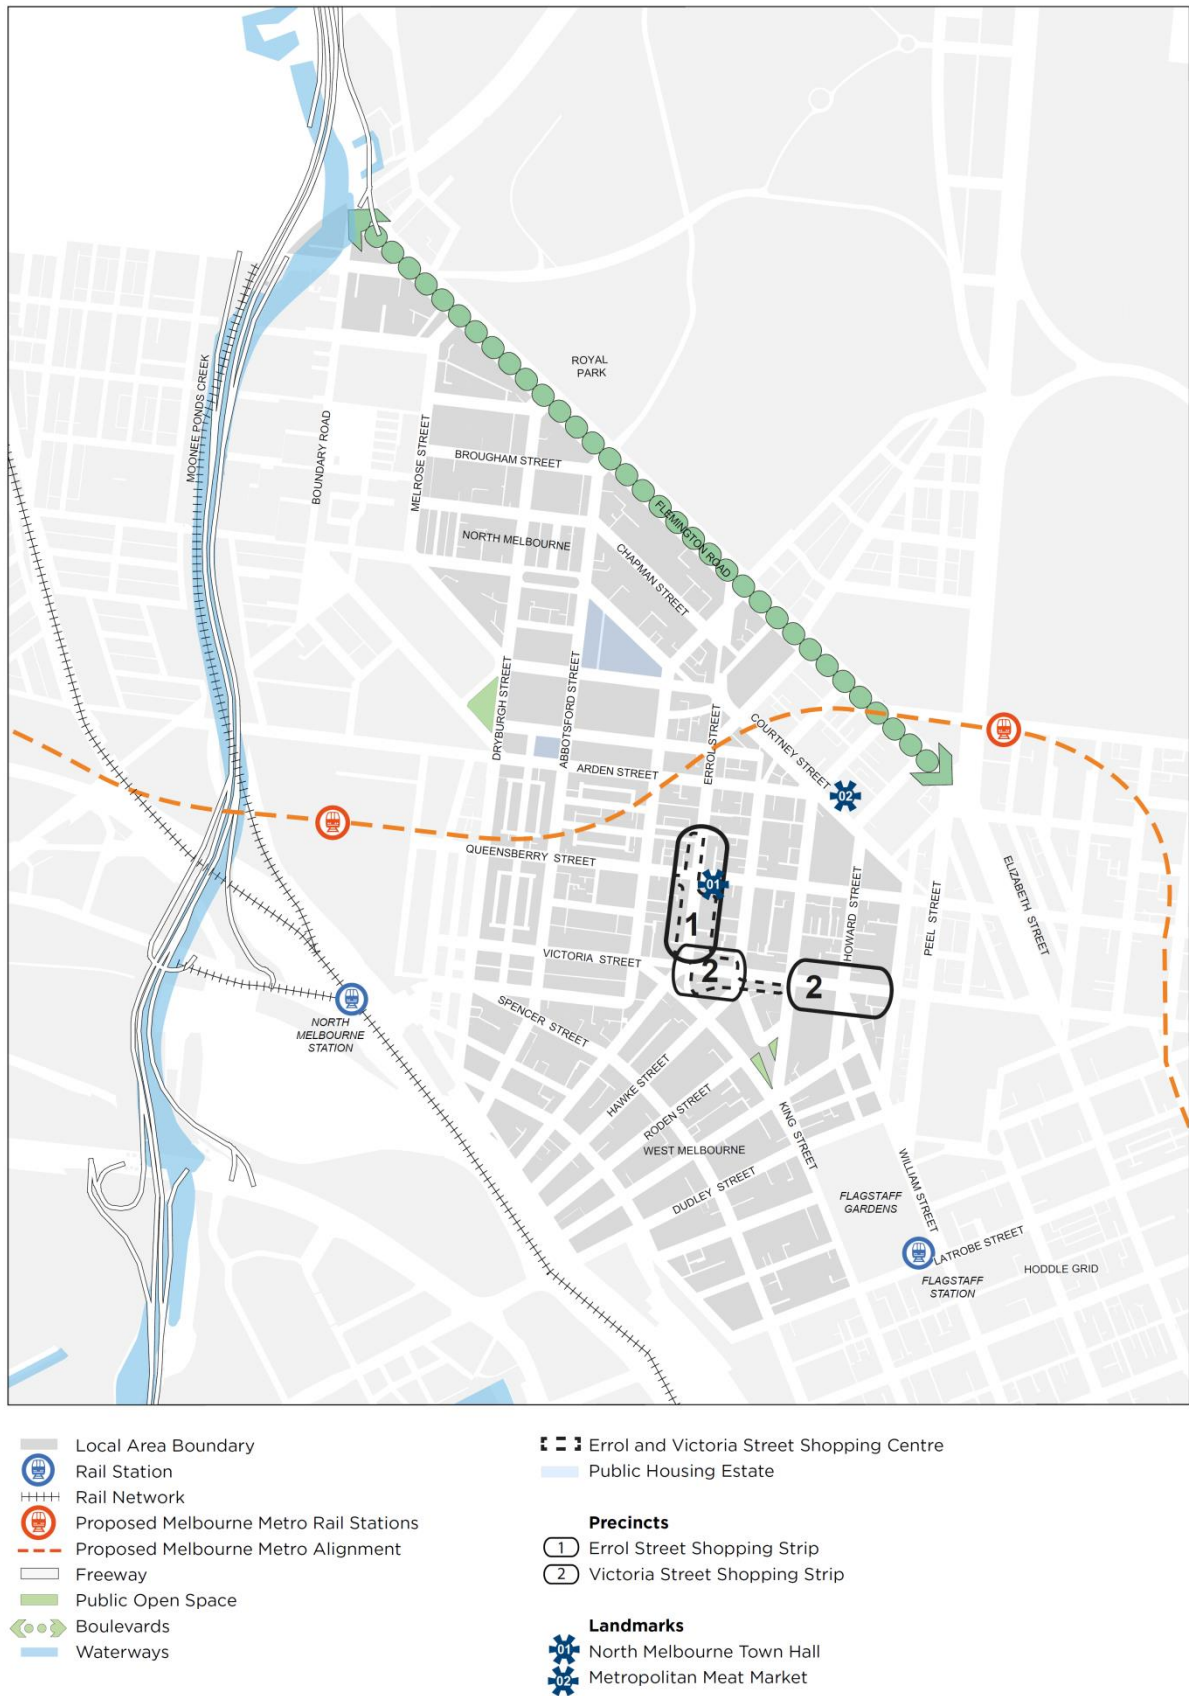 ROYAL
PARK
MOONEE PONDS CREEK
BOUNDARY ROAD
MELROSE STREET
BROUGHAM STREET
FLEMINGTON ROAD
NORTH MELBOURNE
CHAPMAN STREET
DRYBURGH STREET
ABBOTSFORD STREET
ERROL STREET
COURTNEY STREET
ARDEN STREET
02
QUEENSBERRY STREET
01
1
HOWARD STREET
PEEL STREET
ELIZABETH STREET
VICTORIA STREET
2
2
NORTH
MELBOURNE
STATION
SPENCER STREET
HAWKE STREET
RODEN STREET
WEST MELBOURNE
KING STREET
DUDLEY STREET
WILLIAM STREET
FLAGSTAFF
GARDENS
LATROBE STREET
HODDLE GRID
FLAGSTAFF
STATION
Local Area Boundary
Rail Station
Rail Network
Proposed Melbourne Metro Rail Stations
Proposed Melbourne Metro Alignment
Freeway
Public Open Space
Boulevards
Waterways
Errol and Victoria Street Shopping Centre
Public Housing Estate
Precincts
1 Errol Street Shopping Strip
2 Victoria Street Shopping Strip
Landmarks
01 North Melbourne Town Hall
02 Metropolitan Meat Market